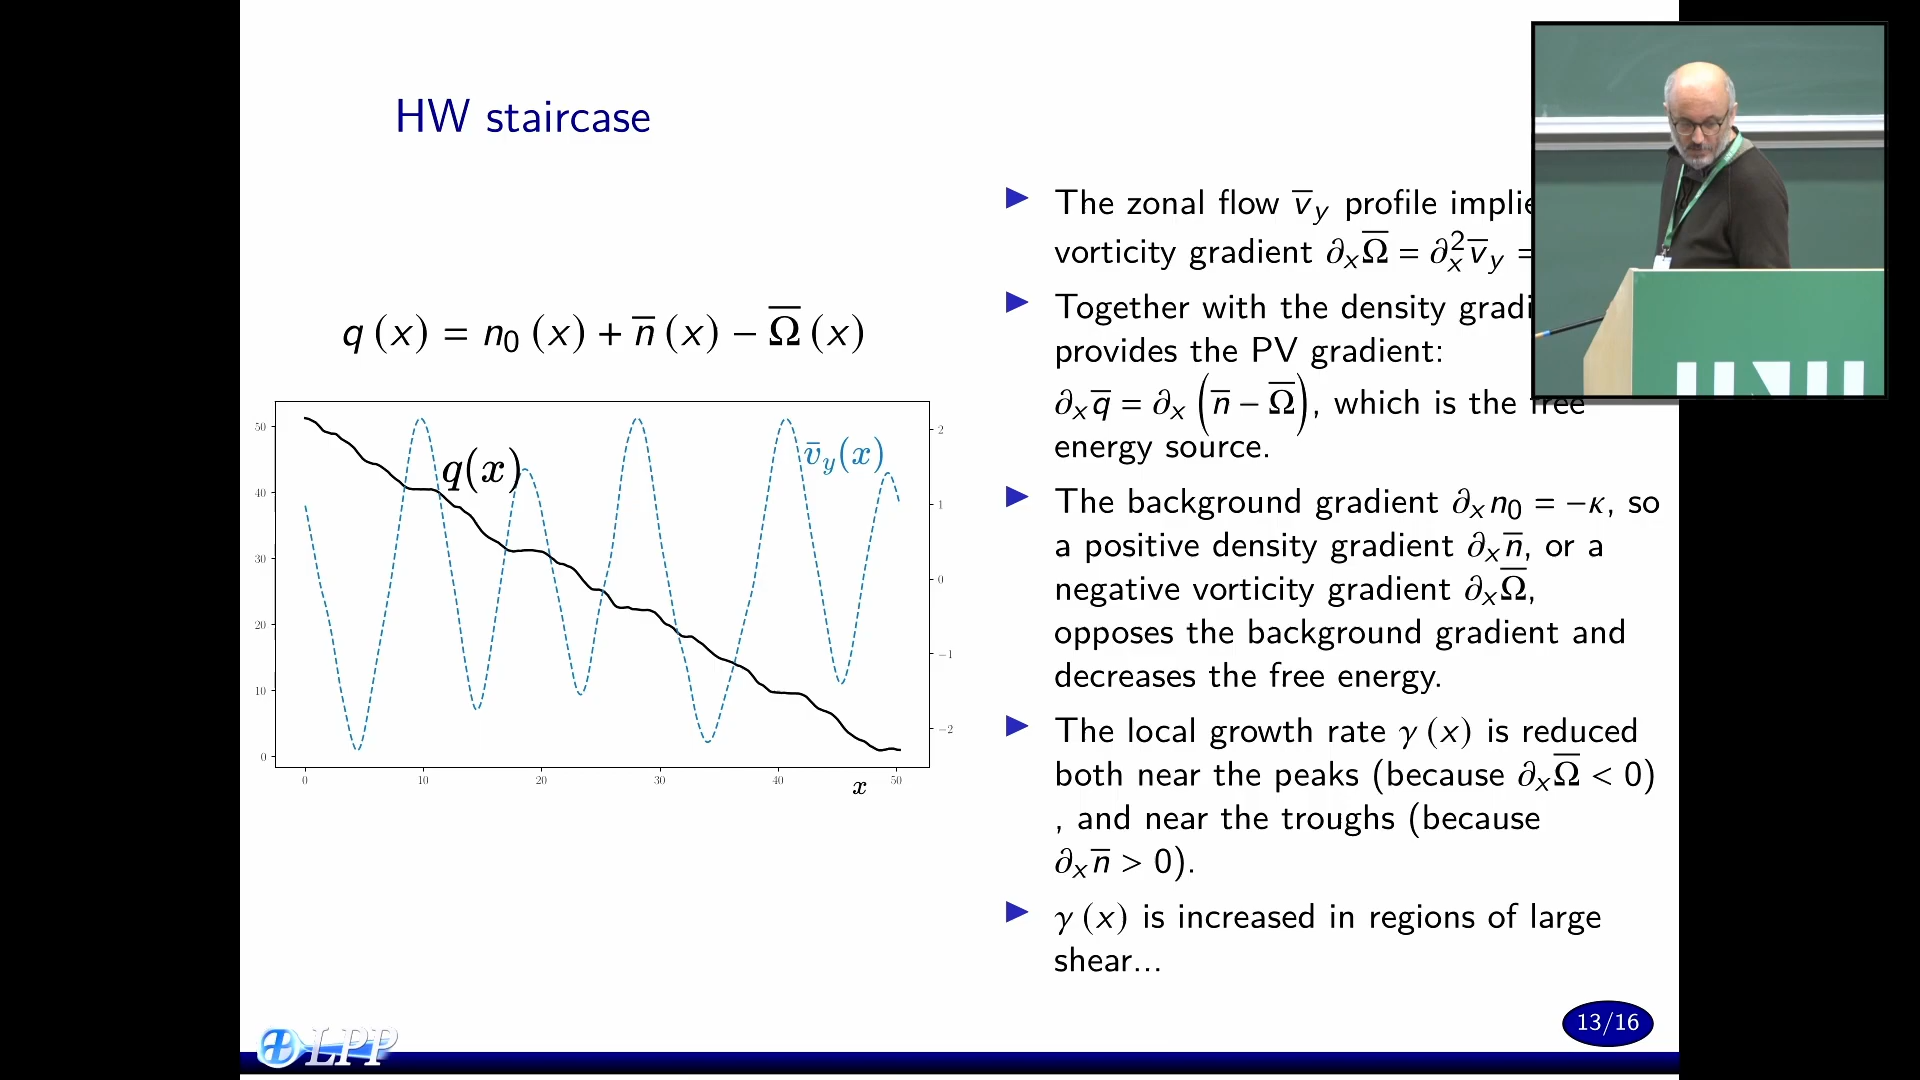 HW staircase
q (x) = n₀ (x) + n̅ (x) − Ω̅ (x)
q(x)
v̅_y(x)
50
40
30
20
10
0
2
1
0
−1
−2
0 10 20 30 40 50
x
▶ The zonal flow v̅_y profile
vorticity gradient ∂ₓΩ̅ = ∂ₓ²v̅_y =
▶ Together with the density
provides the PV gradient:
∂ₓq̅ = ∂ₓ (n̅ − Ω̅), which is the free
energy source.
▶ The background gradient ∂ₓn₀ = −κ, so
a positive density gradient ∂ₓn̅, or a
negative vorticity gradient ∂ₓΩ̅,
opposes the background gradient and
decreases the free energy.
▶ The local growth rate γ (x) is reduced
both near the peaks (because ∂ₓΩ̅ < 0)
, and near the troughs (because
∂ₓn̅ > 0).
▶ γ (x) is increased in regions of large
shear...
13/16
LPP